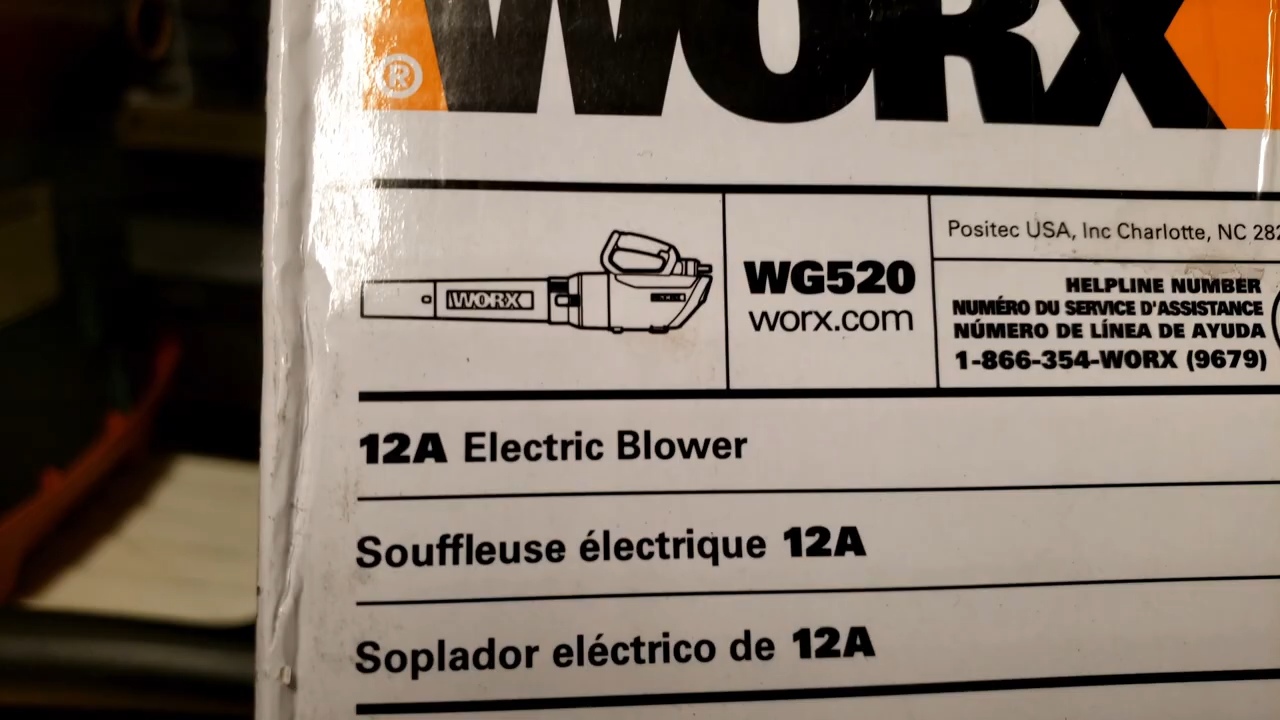 WORX
®
WORX
WG520
worx.com
Positec USA, Inc Charlotte, NC
HELPLINE NUMBER
NUMÉRO DU SERVICE D'ASSISTANCE
NÚMERO DE LÍNEA DE AYUDA
1-866-354-WORX (9679)
12A Electric Blower
Souffleuse électrique 12A
Soplador eléctrico de 12A